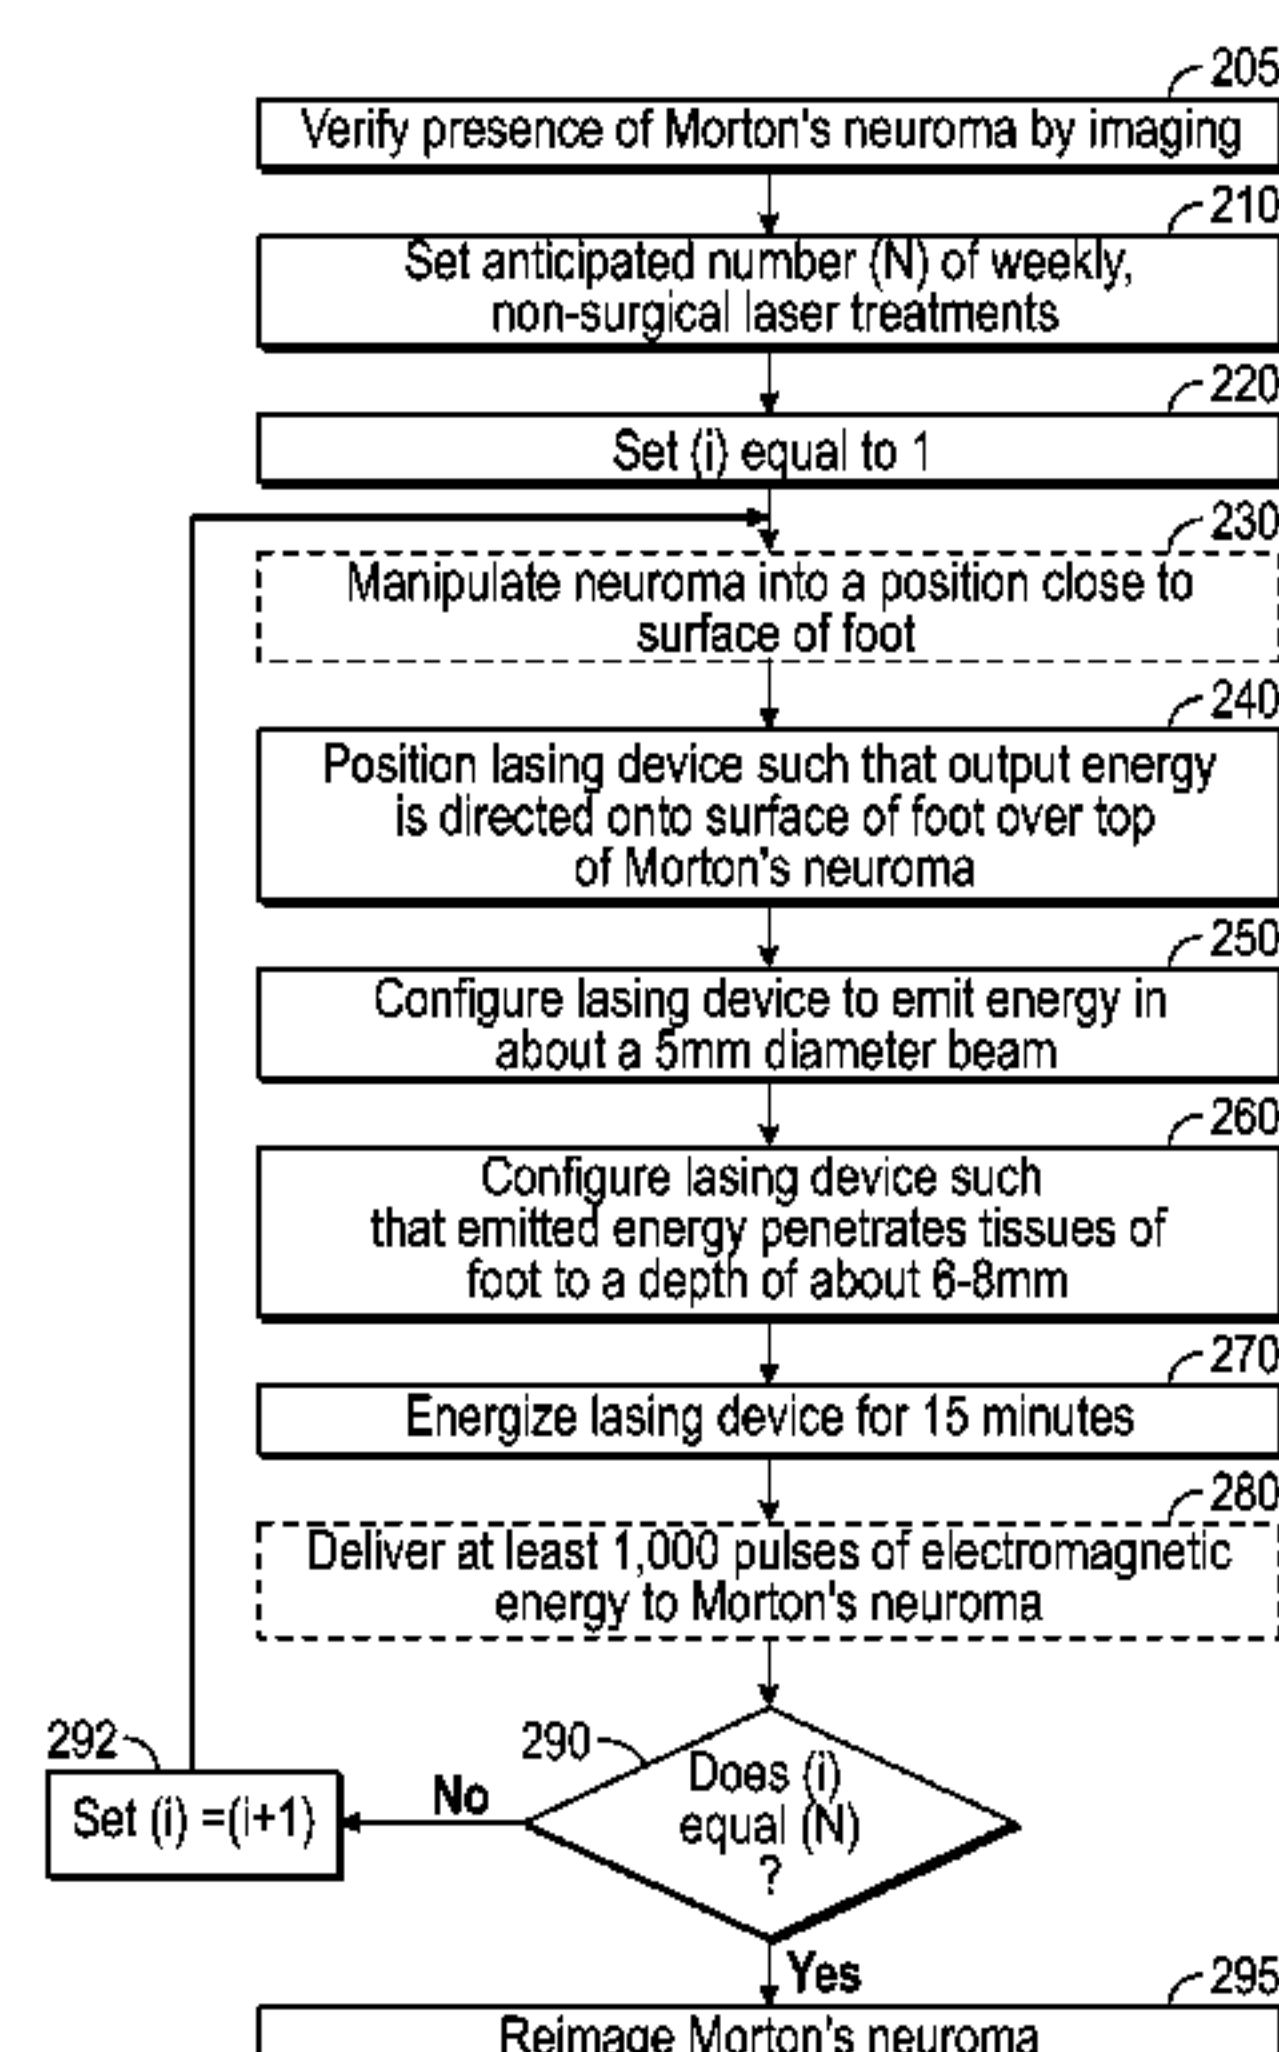 205
Verify presence of Morton's neuroma by imaging
210
Set anticipated number (N) of weekly,
non-surgical laser treatments
220
Set (i) equal to 1
230
Manipulate neuroma into a position close to
surface of foot
240
Position lasing device such that output energy
is directed onto surface of foot over top
of Morton's neuroma
250
Configure lasing device to emit energy in
about a 5mm diameter beam
260
Configure lasing device such
that emitted energy penetrates tissues of
foot to a depth of about 6-8mm
270
Energize lasing device for 15 minutes
280
Deliver at least 1,000 pulses of electromagnetic
energy to Morton's neuroma
290
Does (i)
equal (N)
?
No
292
Set (i) =(i+1)
Yes
295
Reimage Morton's neuroma